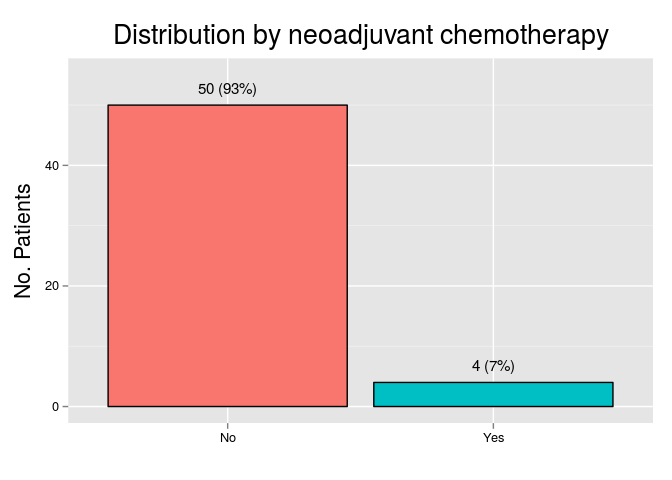 Distribution by neoadjuvant chemotherapy
50 (93%)
40
No. Patients
20
4 (7%)
0
No
Yes